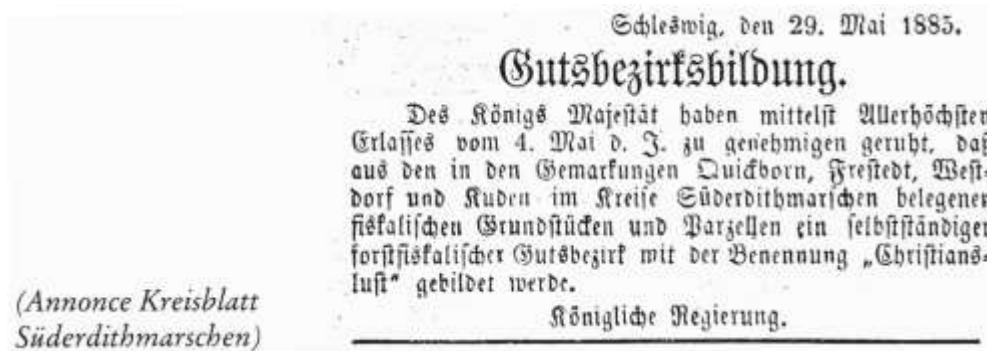 Schleswig, den 29. Mai 1885.
Gutsbezirksbildung.
Des Königs Majestät haben mittelst Allerhöchsten
Erlasses vom 4. Mai d. J. zu genehmigen geruht, daß
aus den in den Gemarkungen Quickborn, Frestedt, West-
dorf und Kuden im Kreise Süderdithmarschen belegenen
fiskalischen Grundstücken und Parzellen ein selbstständiger
forstfiskalischer Gutsbezirk mit der Benennung „Christians-
lust“ gebildet werde.
Königliche Regierung.
(Annonce Kreisblatt
Süderdithmarschen)